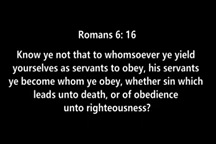 Romans 6: 16
Know ye not that to whomsoever ye yield
yourselves as servants to obey, his servants
ye become whom ye obey, whether sin which
leads unto death, or of obedience
unto righteousness?